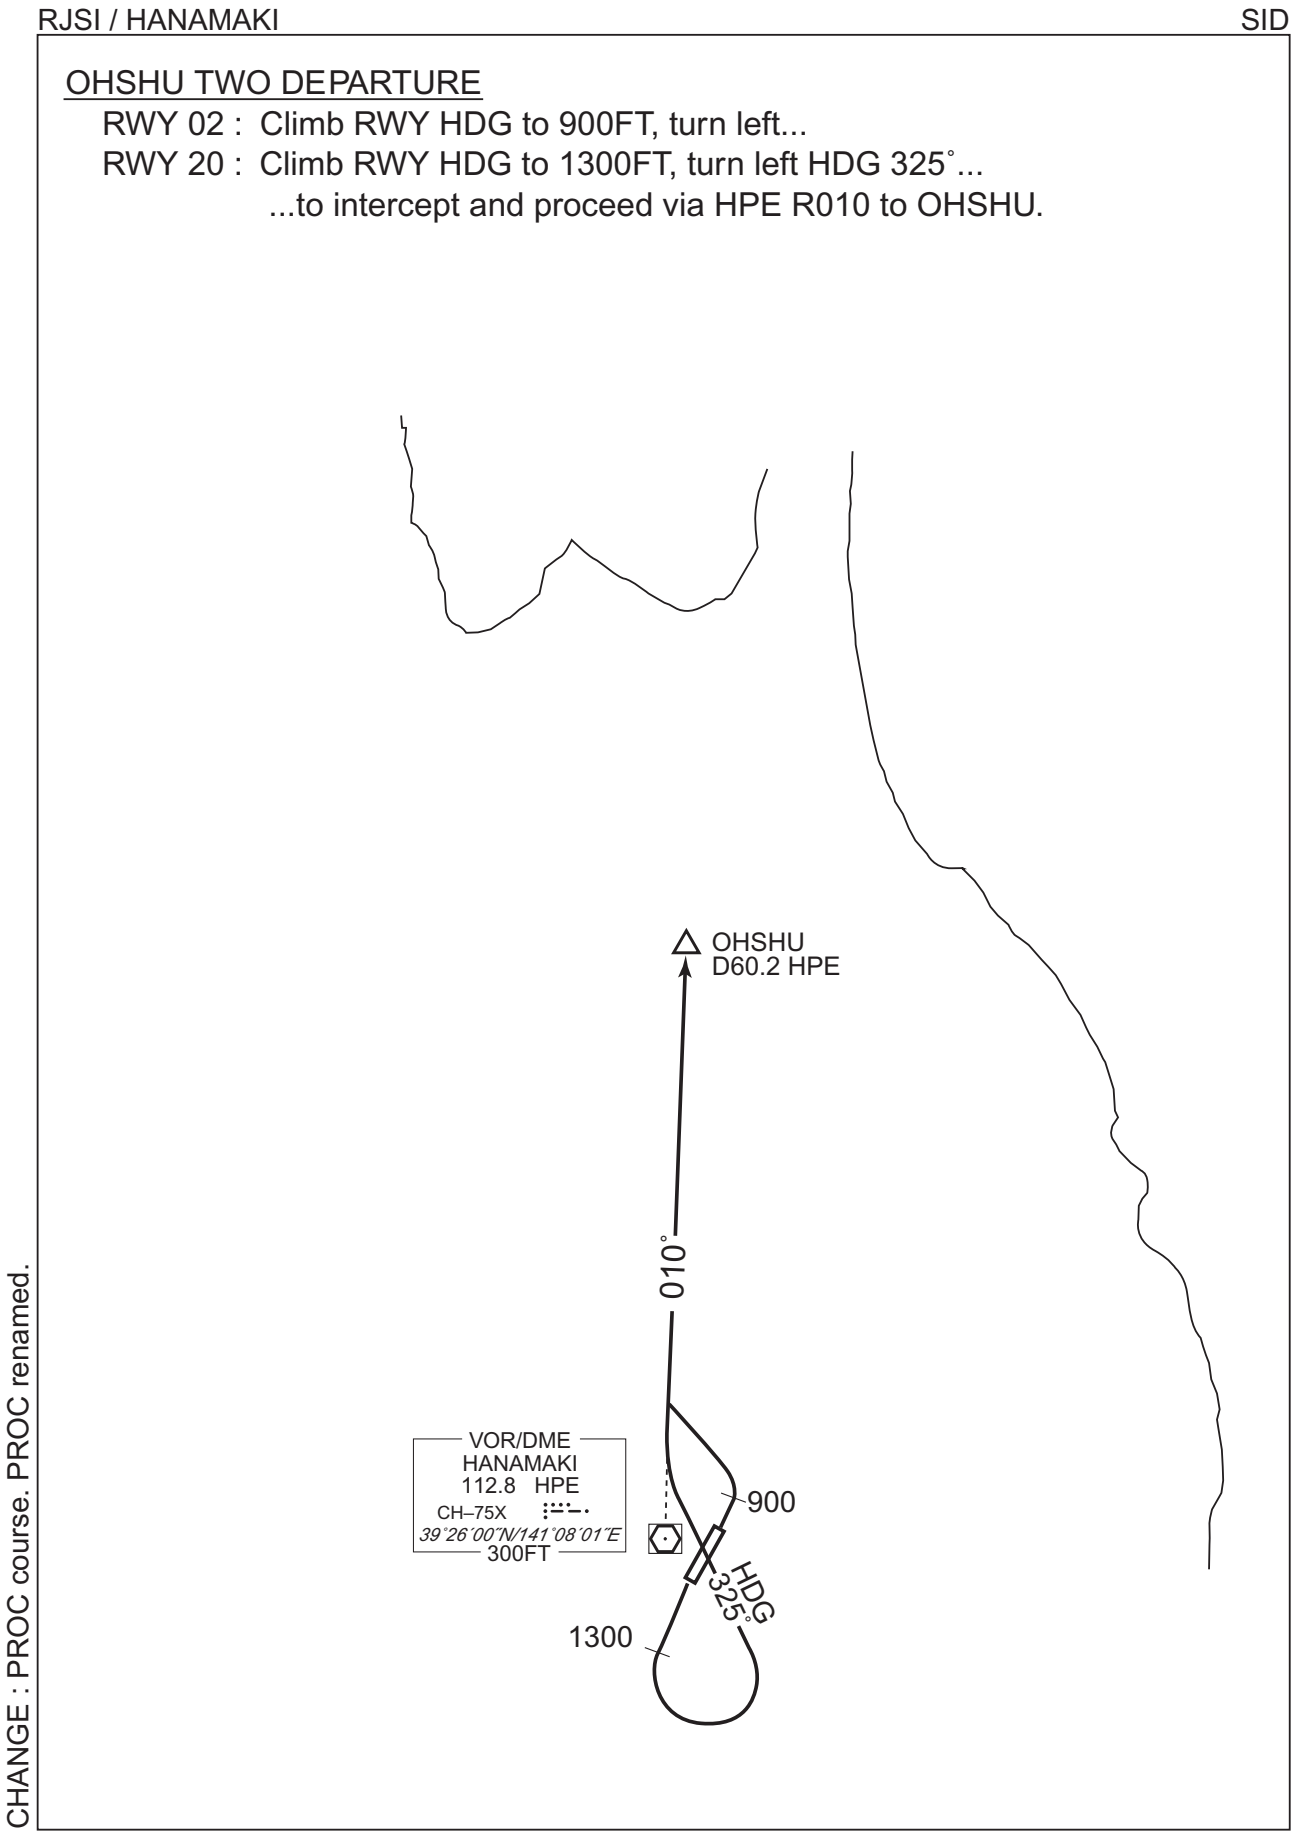 RJSI / HANAMAKI
SID
OHSHU TWO DEPARTURE
RWY 02 : Climb RWY HDG to 900FT, turn left...
RWY 20 : Climb RWY HDG to 1300FT, turn left HDG 325°...
...to intercept and proceed via HPE R010 to OHSHU.
OHSHU
D60.2 HPE
010°
VOR/DME
HANAMAKI
112.8 HPE
CH–75X
39°26′00″N/141°08′01″E
300FT
900
HDG
325°
1300
CHANGE : PROC course. PROC renamed.